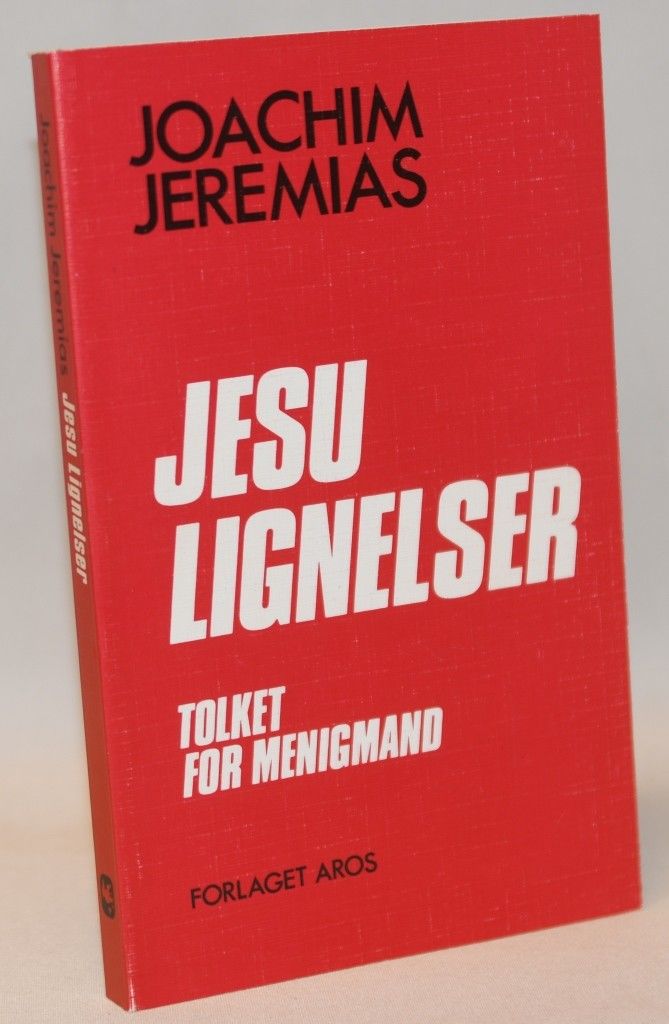 JOACHIM
JEREMIAS
JESU
LIGNELSER
TOLKET
FOR MENIGMAND
FORLAGET AROS
Joachim Jeremias Jesu Lignelser